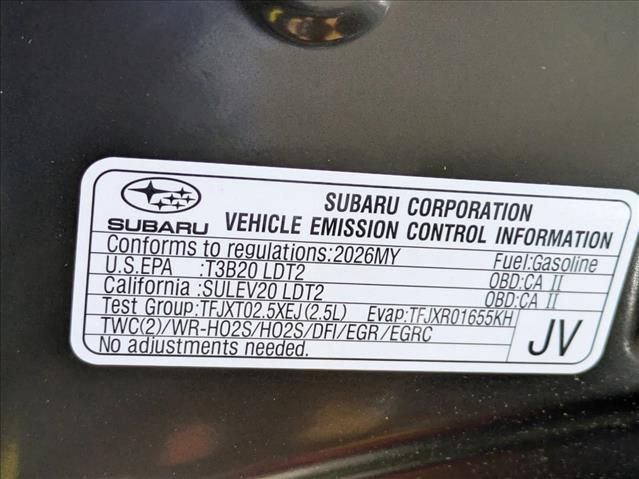 SUBARU
SUBARU CORPORATION
VEHICLE EMISSION CONTROL INFORMATION
Conforms to regulations:2026MY Fuel:Gasoline
U.S.EPA :T3B20 LDT2 OBD:CA II
California :SULEV20 LDT2 OBD:CA II
Test Group:TFJXT02.5XEJ(2.5L) Evap:TFJXR01655KH
TWC(2)/WR-HO2S/HO2S/DFI/EGR/EGRC
No adjustments needed.
JV